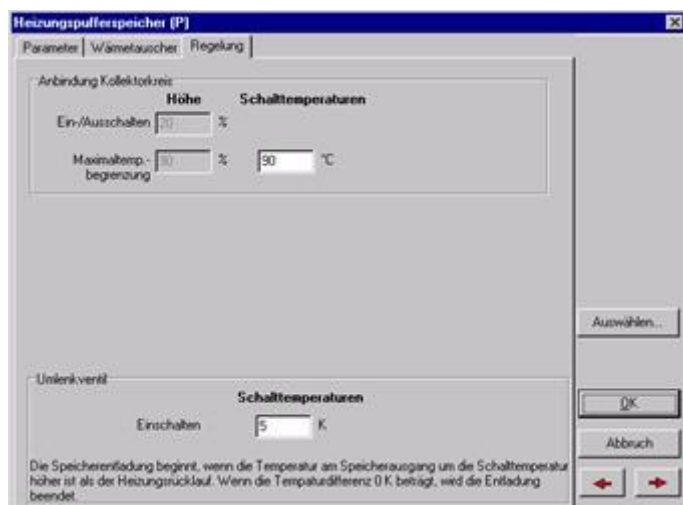 Heizungspufferspeicher (P)
Parameter Wärmetauscher Regelung
Anbindung Kollektorkreis
Höhe Schalttemperaturen
Ein-/Ausschalten 20 %
Maximaltemp.- 90 % 90 °C
begrenzung
Auswählen...
Umlenkventil
Schalttemperaturen
Einschalten 5 K
OK
Abbruch
Die Speicherentladung beginnt, wenn die Temperatur am Speicherausgang um die Schalttemperatur
höher ist als der Heizungsrücklauf. Wenn die Tempaturdifferenz 0 K beträgt, wird die Entladung
beendet.